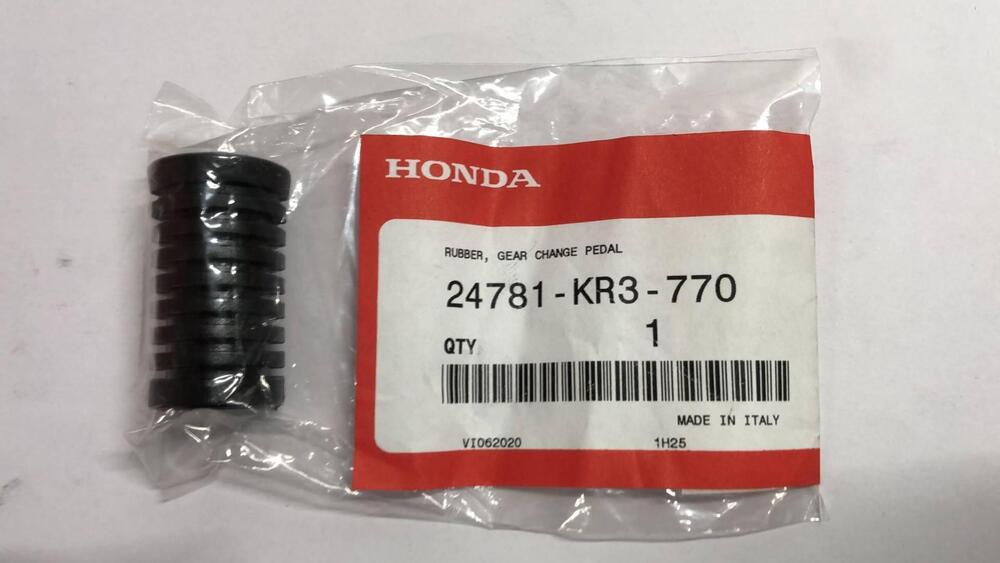 HONDA
RUBBER, GEAR CHANGE PEDAL
24781-KR3-770
QTY 1
MADE IN ITALY
VI062020 1H25